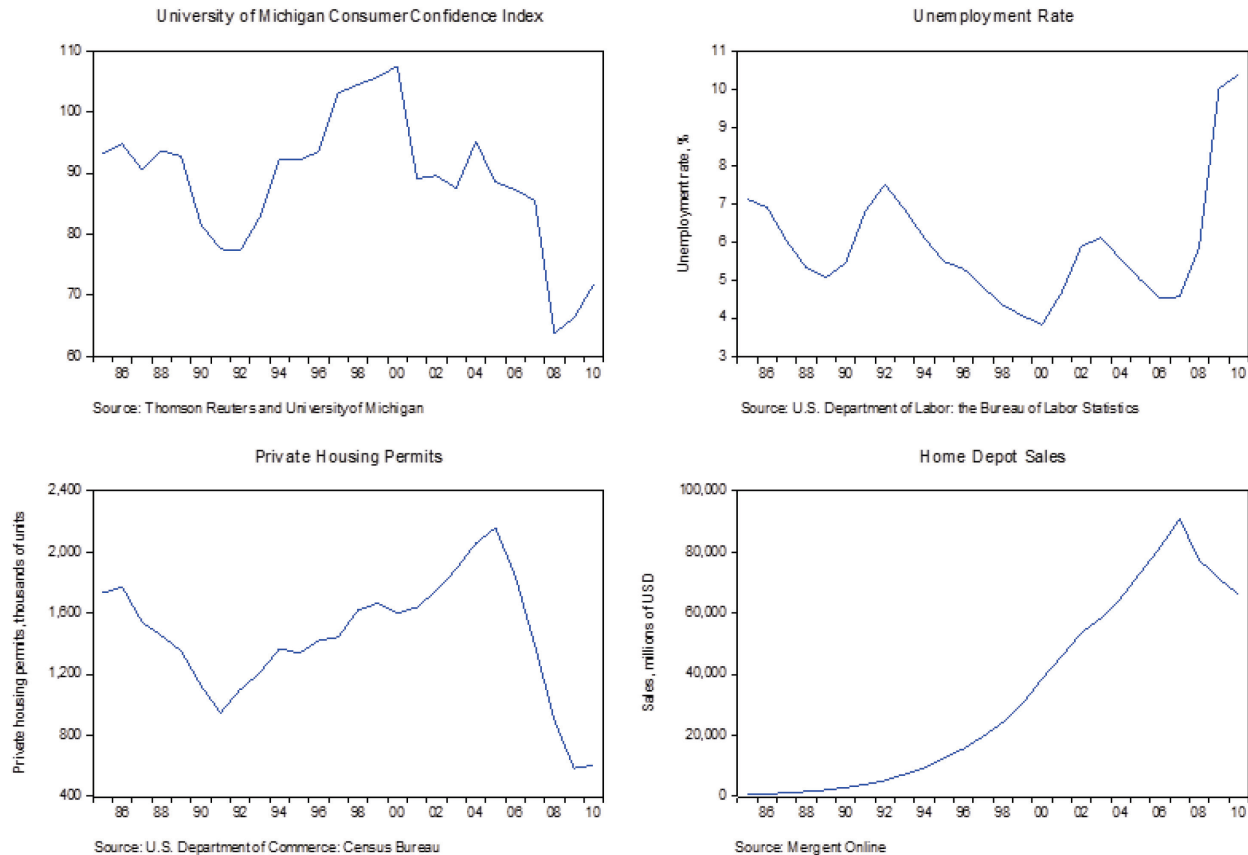 University of Michigan Consumer Confidence Index
110
100
90
80
70
60
86 88 90 92 94 96 98 00 02 04 06 08 10
Source: Thomson Reuters and University of Michigan
Unemployment Rate
Unemployment rate, %
11
10
9
8
7
6
5
4
3
86 88 90 92 94 96 98 00 02 04 06 08 10
Source: U.S. Department of Labor: the Bureau of Labor Statistics
Private Housing Permits
Private housing permits, thousands of units
2,400
2,000
1,600
1,200
800
400
86 88 90 92 94 96 98 00 02 04 06 08 10
Source: U.S. Department of Commerce: Census Bureau
Home Depot Sales
Sales, millions of USD
100,000
80,000
60,000
40,000
20,000
0
86 88 90 92 94 96 98 00 02 04 06 08 10
Source: Mergent Online